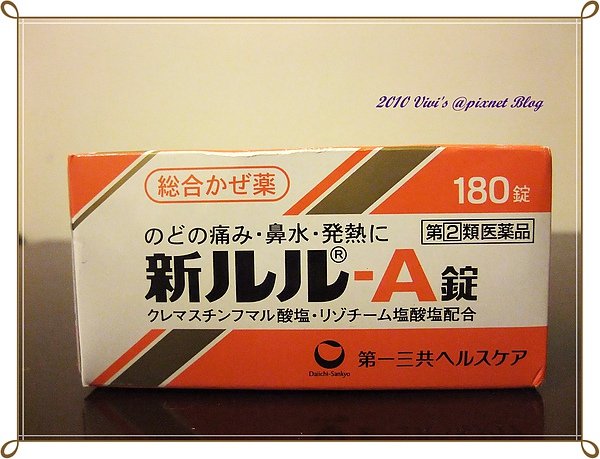 2010 Vivi's @pixnet Blog
総合かぜ薬
180錠
のどの痛み・鼻水・発熱に
指定第②類医薬品
新ルル®-A錠
クレマスチンフマル酸塩・リゾチーム塩酸塩配合
Daiichi-Sankyo
第一三共ヘルスケア